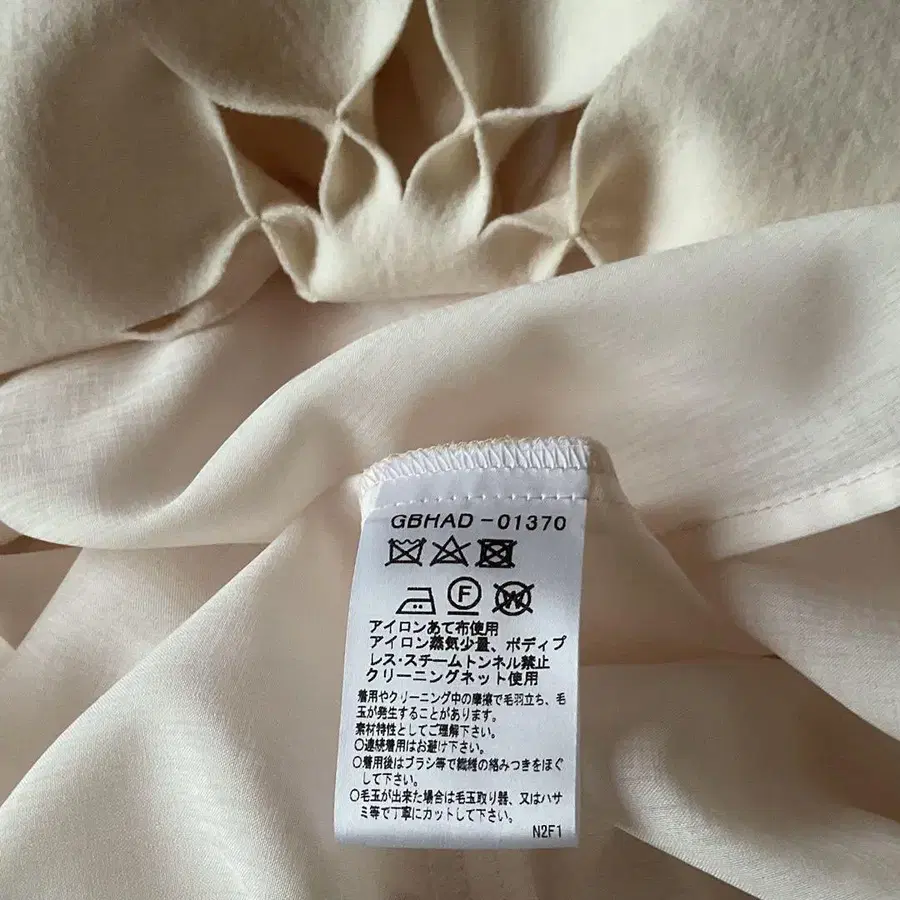 GBHAD-01370
F W
アイロンあて布使用
アイロン蒸気少量、ボディプ
レス・スチームトンネル禁止
クリーニングネット使用
着用やクリーニング中の摩擦で毛羽立ち、毛
玉が発生することがあります。
素材特性としてご理解下さい。
○連続着用はお避け下さい。
○着用後はブラシ等で繊維の絡みつきをほぐ
して下さい。
○毛玉が出来た場合は毛玉取り器、又はハサ
ミ等で丁寧にカットして下さい。
N2F1